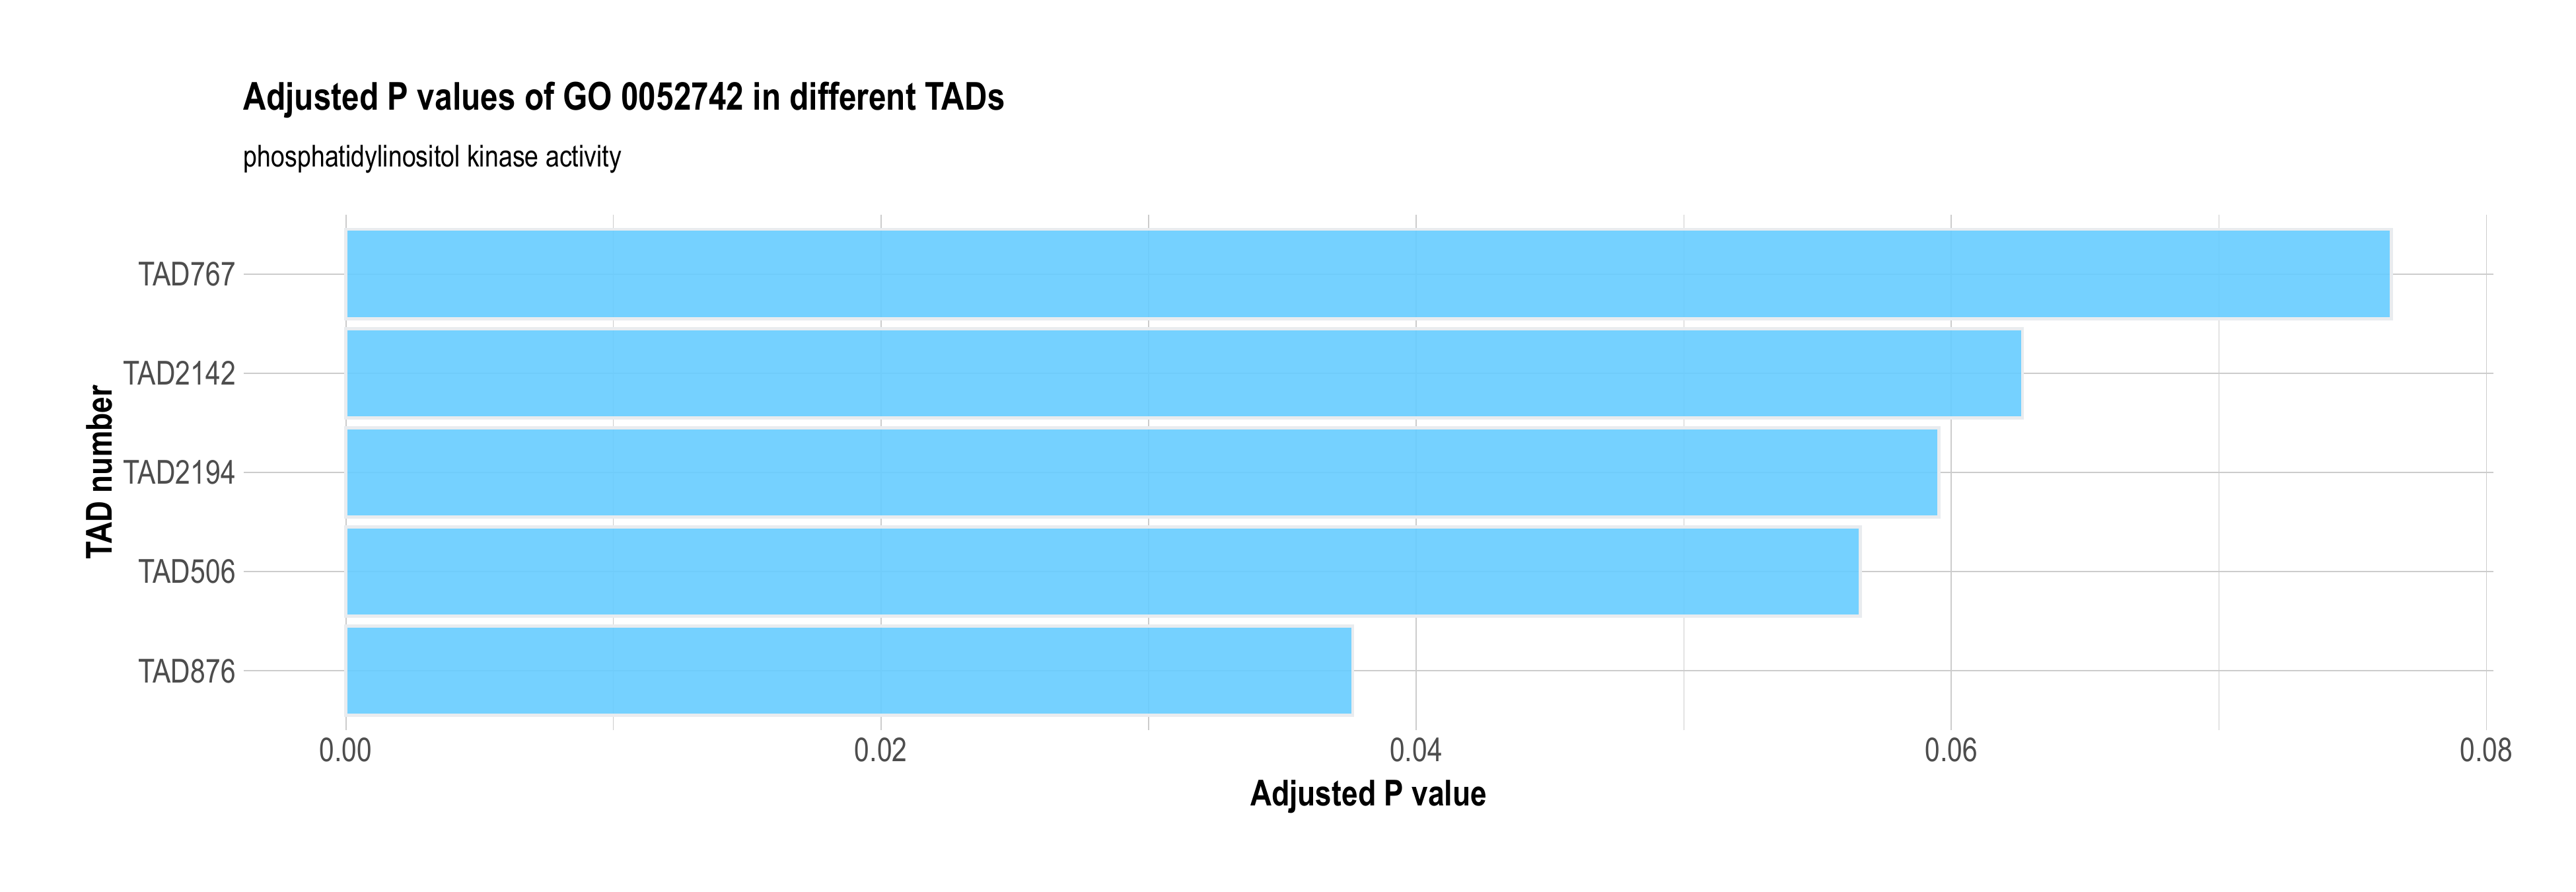 Adjusted P values of GO 0052742 in different TADs
phosphatidylinositol kinase activity
TAD number
TAD767
TAD2142
TAD2194
TAD506
TAD876
0.00 0.02 0.04 0.06 0.08
Adjusted P value